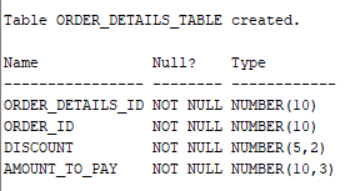 Table ORDER_DETAILS_TABLE created.
Name Null? Type
---------------- -------- ------------
ORDER_DETAILS_ID NOT NULL NUMBER(10)
ORDER_ID NOT NULL NUMBER(10)
DISCOUNT NOT NULL NUMBER(5,2)
AMOUNT_TO_PAY NOT NULL NUMBER(10,3)